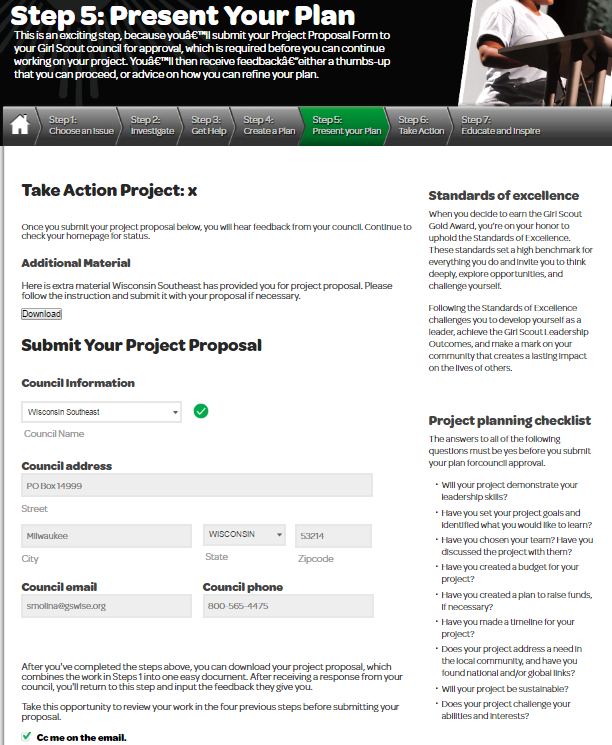 Step 5: Present Your Plan
This is an exciting step, because youâ€™ll submit your Project Proposal Form to
your Girl Scout council for approval, which is required before you can continue
working on your project. Youâ€™ll then receive feedbackâ€”either a thumbs-up
that you can proceed, or advice on how you can refine your plan.
Step 1:
Choose an Issue
Step 2:
Investigate
Step 3:
Get Help
Step 4:
Create a Plan
Step 5:
Present your Plan
Step 6:
Take Action
Step 7:
Educate and Inspire
Take Action Project: x
Once you submit your project proposal below, you will hear feedback from your council. Continue to
check your homepage for status.
Additional Material
Here is extra material Wisconsin Southeast has provided you for project proposal. Please
follow the instruction and submit it with your proposal if necessary.
Download
Submit Your Project Proposal
Council Information
Wisconsin Southeast
Council Name
Council address
PO Box 14999
Street
Milwaukee
WISCONSIN
53214
City
State
Zipcode
Council email
Council phone
smolina@gswise.org
800-565-4475
After you've completed the steps above, you can download your project proposal, which
combines the work in Steps 1 into one easy document. After receiving a response from your
council, you'll return to this step and input the feedback they give you.
Take this opportunity to review your work in the four previous steps before submitting your
proposal.
Cc me on the email.
Standards of excellence
When you decide to earn the Girl Scout
Gold Award, you're on your honor to
uphold the Standards of Excellence.
These standards set a high benchmark for
everything you do and invite you to think
deeply, explore opportunities, and
challenge yourself.
Following the Standards of Excellence
challenges you to develop yourself as a
leader, achieve the Girl Scout Leadership
Outcomes, and make a mark on your
community that creates a lasting impact
on the lives of others.
Project planning checklist
The answers to all of the following
questions must be yes before you submit
your plan forcouncil approval.
• Will your project demonstrate your
leadership skills?
• Have you set your project goals and
identified what you would like to learn?
• Have you chosen your team? Have you
discussed the project with them?
• Have you created a budget for your
project?
• Have you created a plan to raise funds,
if necessary?
• Have you made a timeline for your
project?
• Does your project address a need in
the local community, and have you
found national and/or global links?
• Will your project be sustainable?
• Does your project challenge your
abilities and interests?